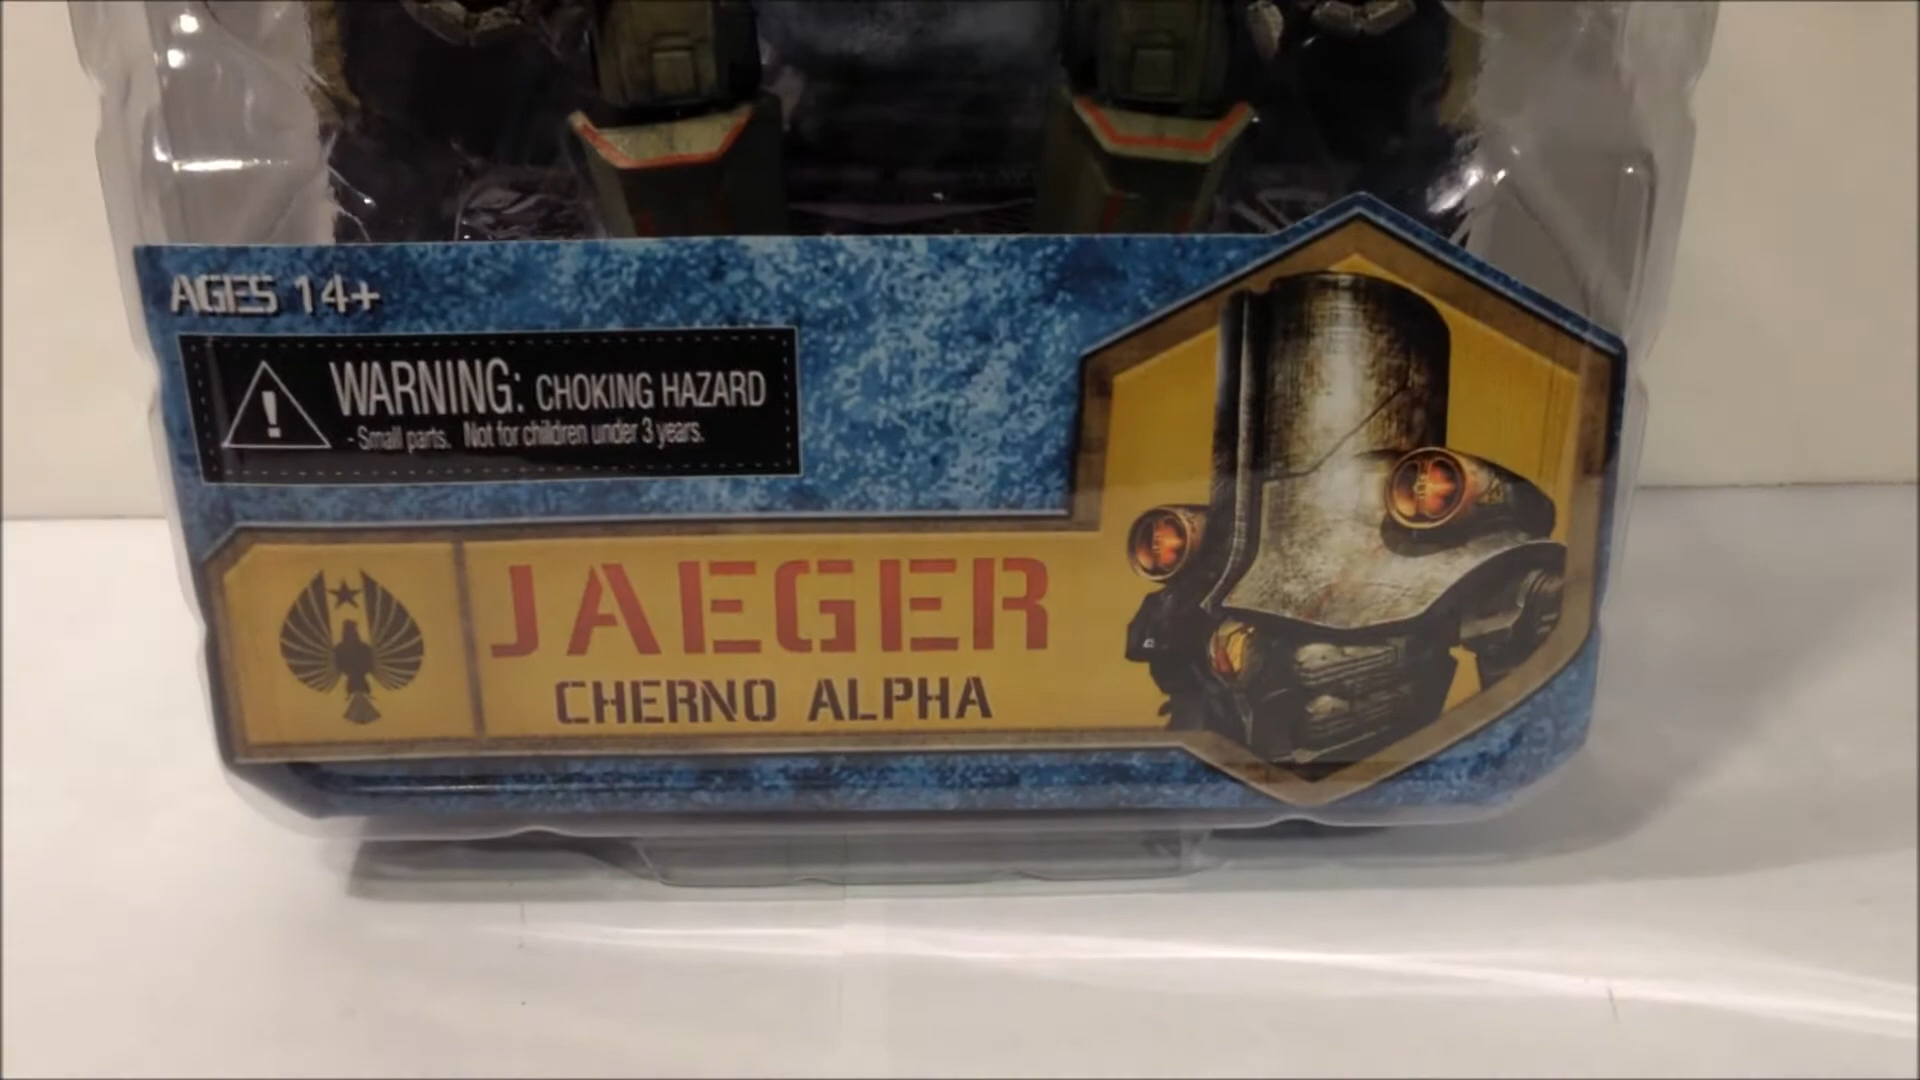 AGES 14+
WARNING: CHOKING HAZARD
- Small parts. Not for children under 3 years.
JAEGER
CHERNO ALPHA